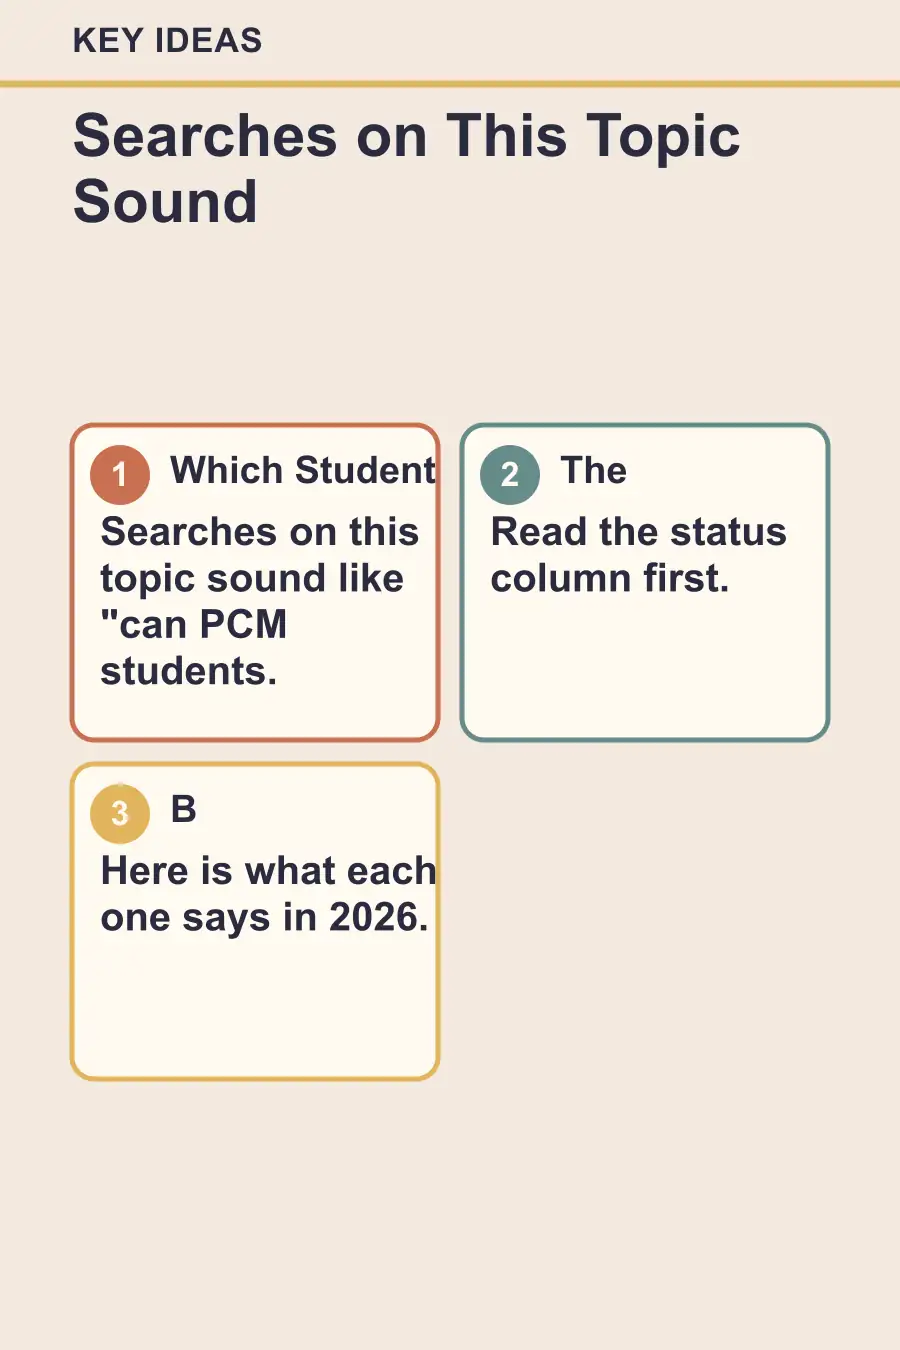 KEY IDEAS
Searches on This Topic
Sound
1
Which Student
Searches on this
topic sound like
"can PCM
students.
2
The
Read the status
column first.
3
B
Here is what each
one says in 2026.